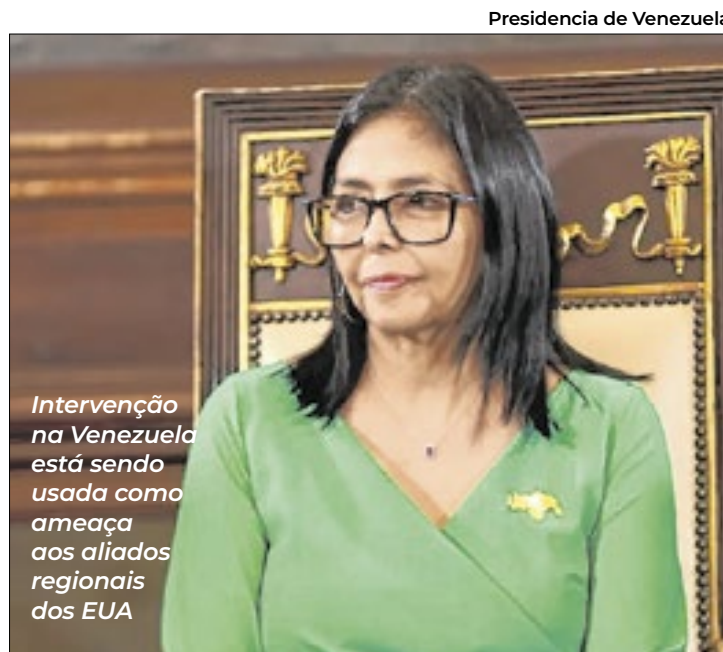 Presidencia de Venezuela
Intervenção
na Venezuela
está sendo
usada como
ameaça
aos aliados
regionais
dos EUA